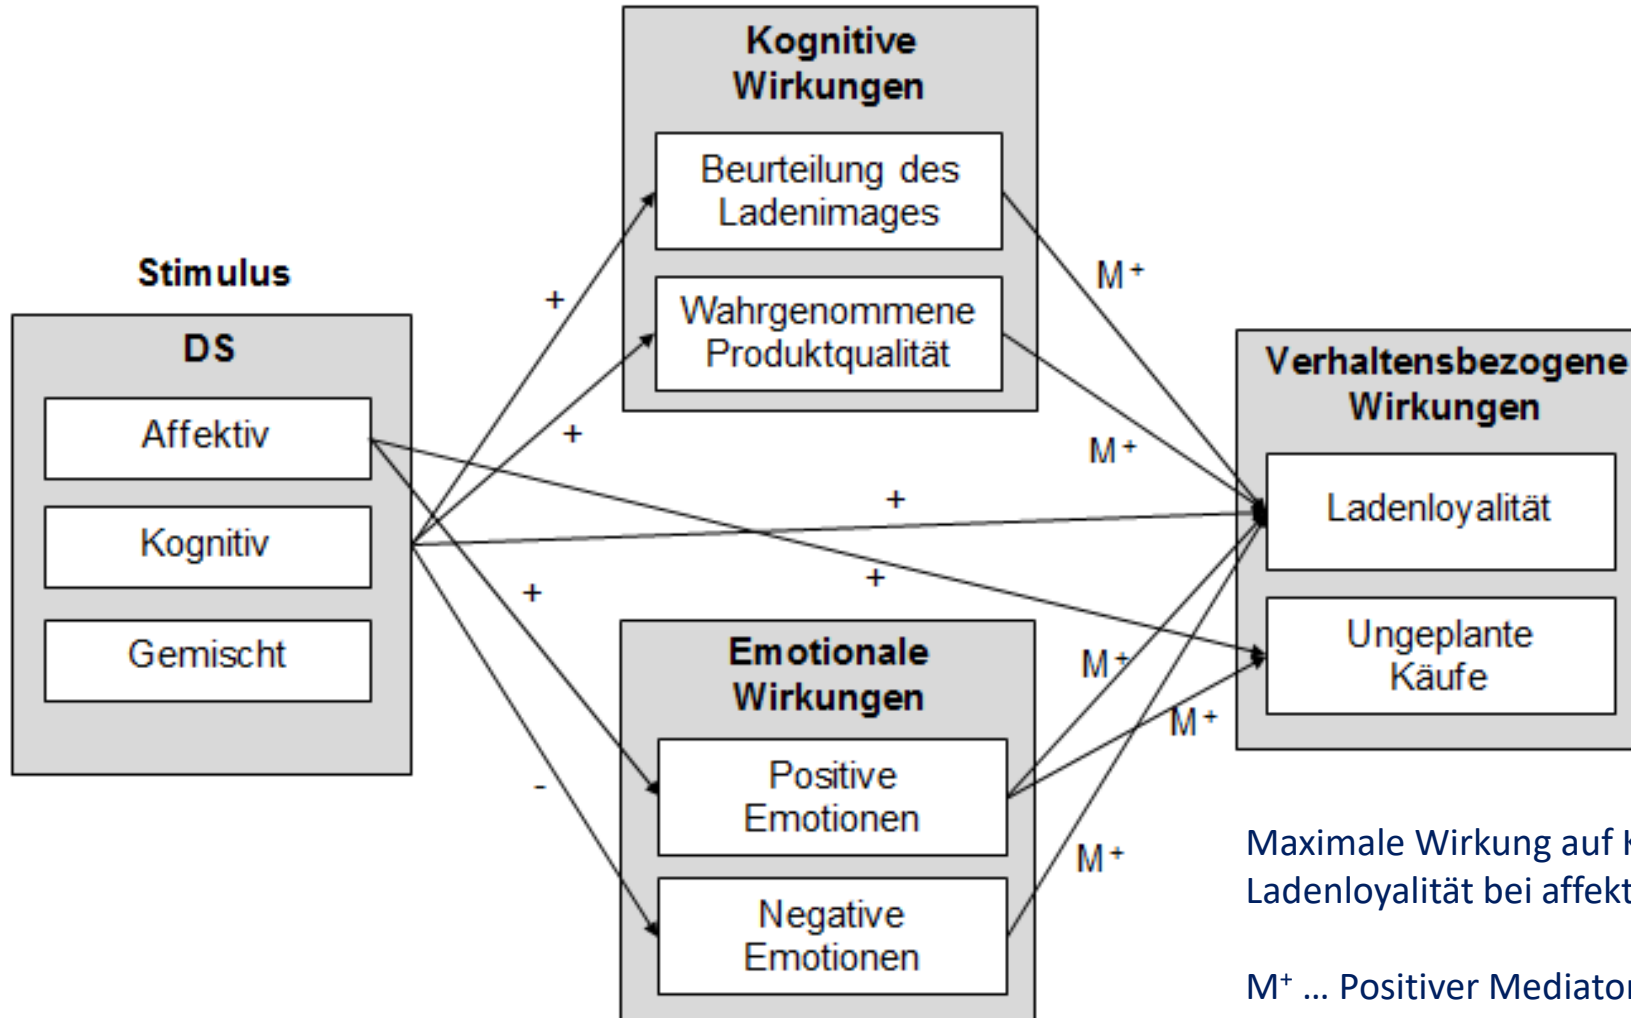 Kognitive
Wirkungen
Beurteilung des
Ladenimages
Wahrgenommene
Produktqualität
Stimulus
DS
Affektiv
Kognitiv
Gemischt
+
+
+
+
+
-
M+
M+
Verhaltensbezogene
Wirkungen
Ladenloyalität
Ungeplante
Käufe
Emotionale
Wirkungen
Positive
Emotionen
Negative
Emotionen
M+
M+
M+
Maximale Wirkung auf
Ladenloyalität bei
M+ ... Positiver Mediator